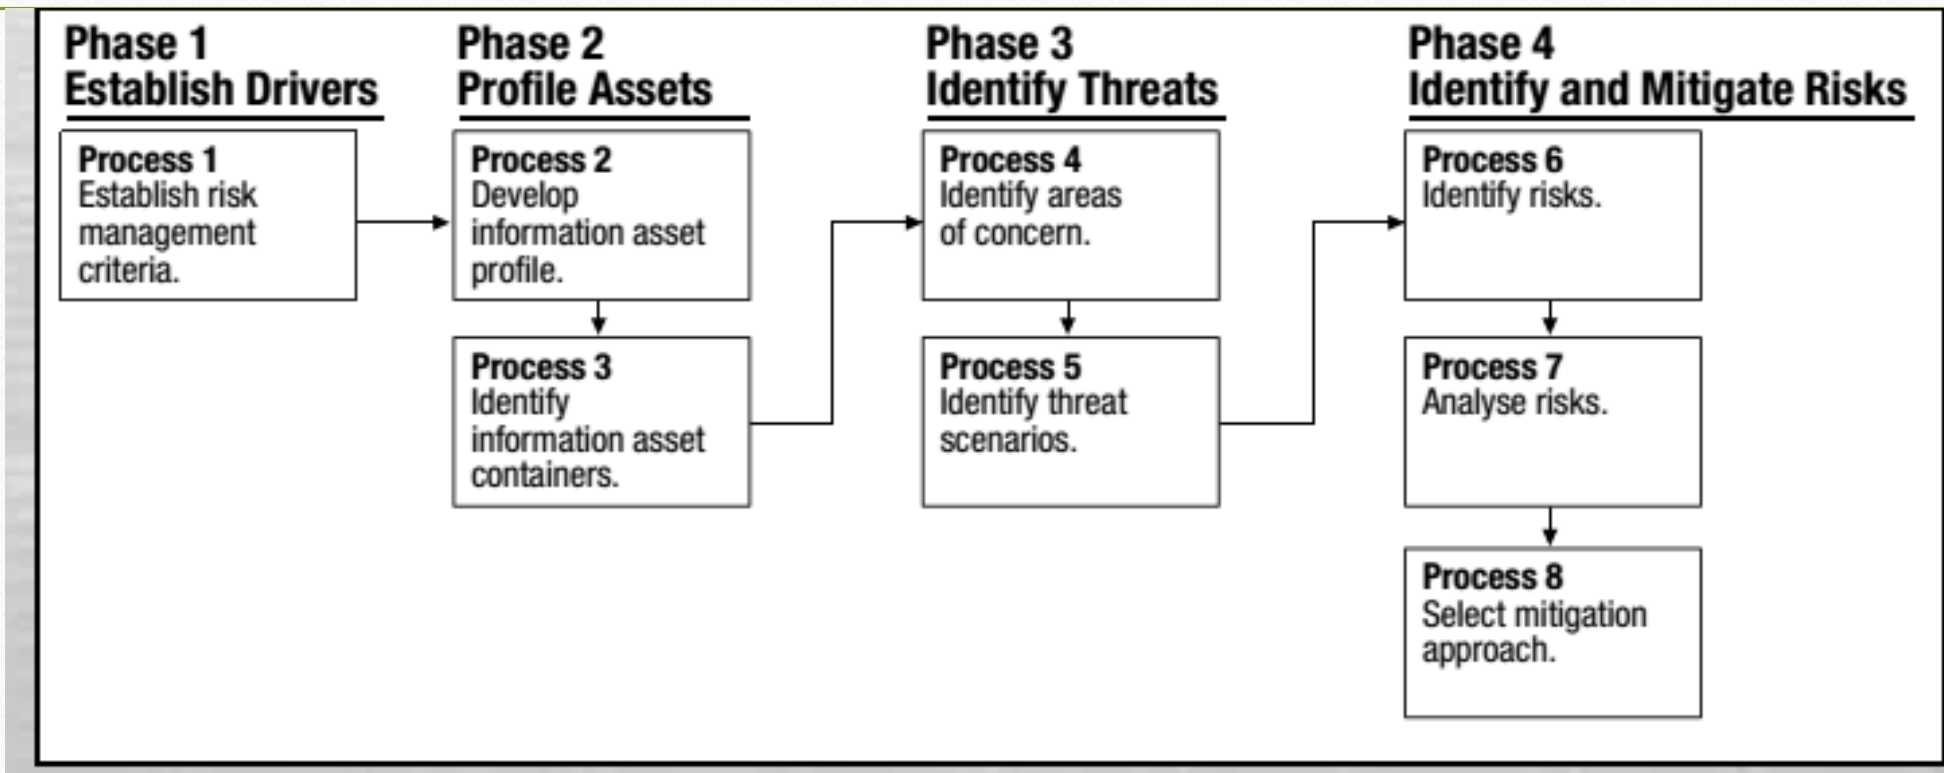 Phase 1
Establish Drivers
Process 1
Establish risk
management
criteria.
Phase 2
Profile Assets
Process 2
Develop
information asset
profile.
Process 3
Identify
information asset
containers.
Phase 3
Identify Threats
Process 4
Identify areas
of concern.
Process 5
Identify threat
scenarios.
Phase 4
Identify and Mitigate Risks
Process 6
Identify risks.
Process 7
Analyse risks.
Process 8
Select mitigation
approach.